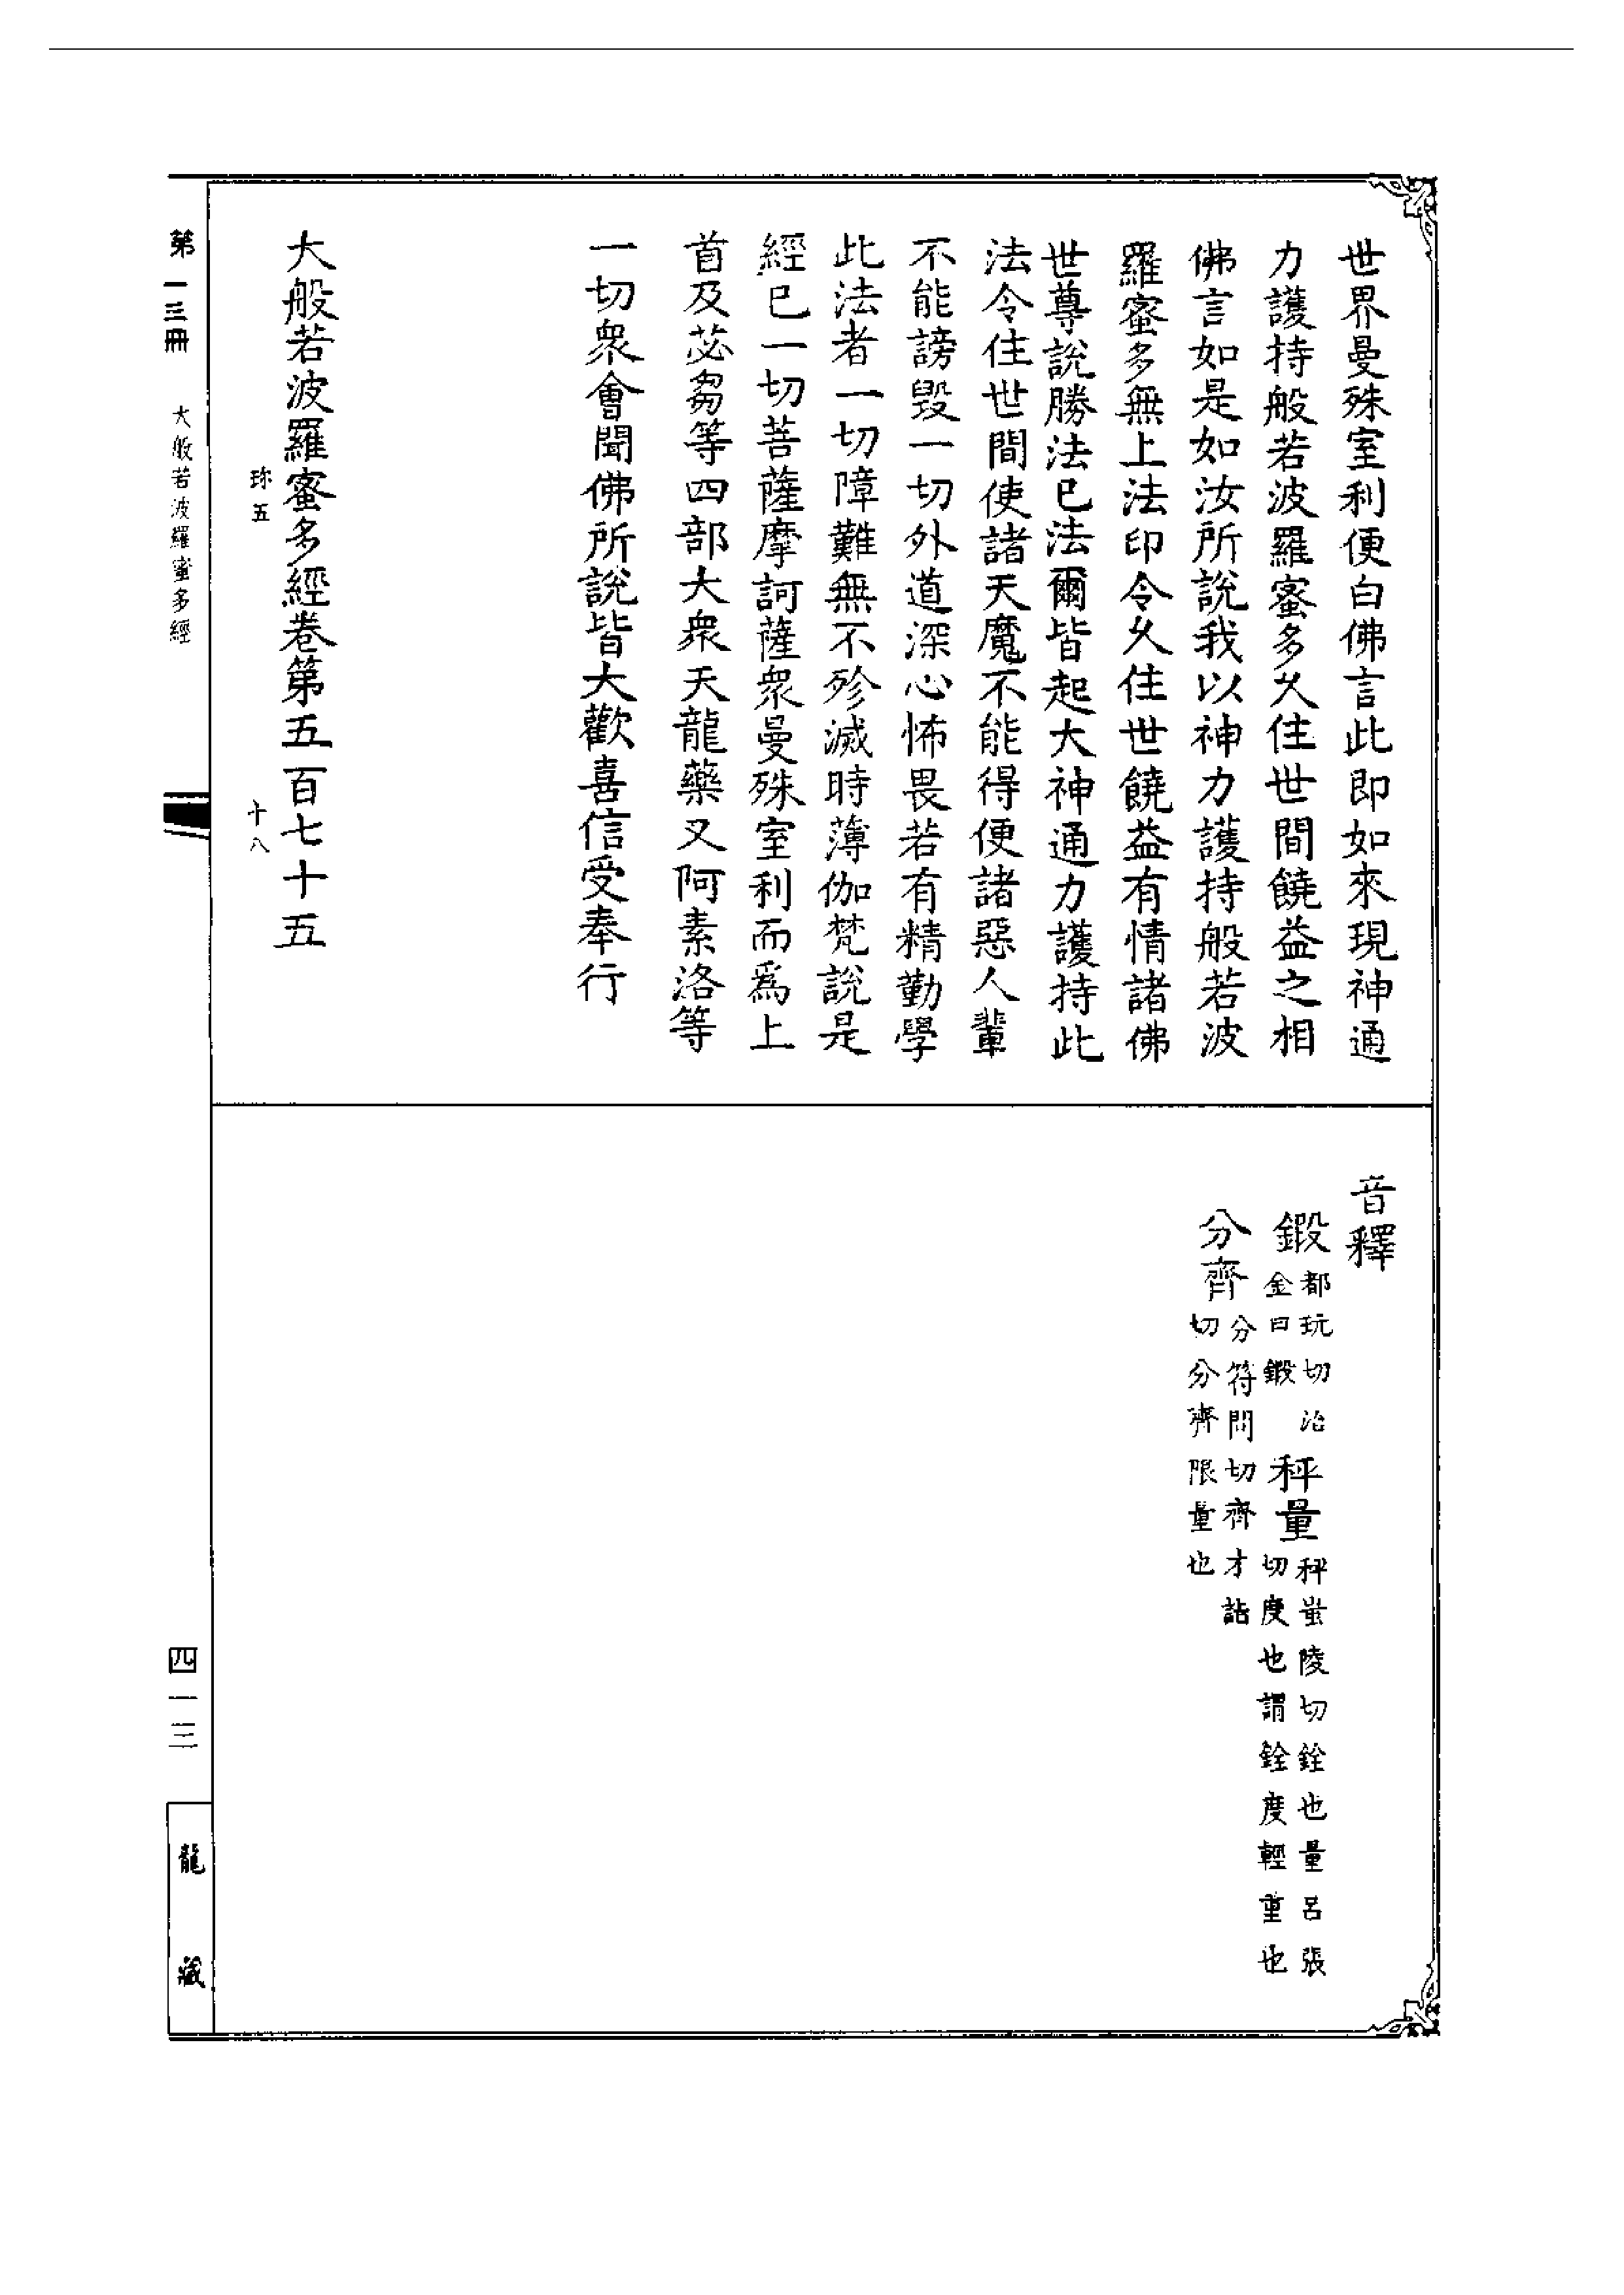 世界曼殊室利便白佛言此即如來現神通
力護持般若波羅蜜多久住世間饒益之相
佛言如是如汝所說我以神力護持般若波
羅蜜多無上法印令久住世饒益有情諸佛
世尊說勝法已法爾皆起大神通力護持此
法令住世間使諸天魔不能得便諸惡人輩
不能謗毀一切外道深心怖畏若有精勤學
此法者一切障難無不殄滅時薄伽梵說是
經已一切菩薩摩訶薩衆曼殊室利而爲上
首及苾芻等四部大衆天龍藥叉阿素洛等
一切衆會聞佛所說皆大歡喜信受奉行
大般若波羅蜜多經卷第五百七十五
珎五 十八
音釋
鍛 都玩切冶
金曰鍛
秤量 秤蚩陵切銓也量呂張
切度也謂銓度輕重也
分齊 分符問切齊才詣
切分齊限量也
第一三冊 大般若波羅蜜多經
四一三
龍藏